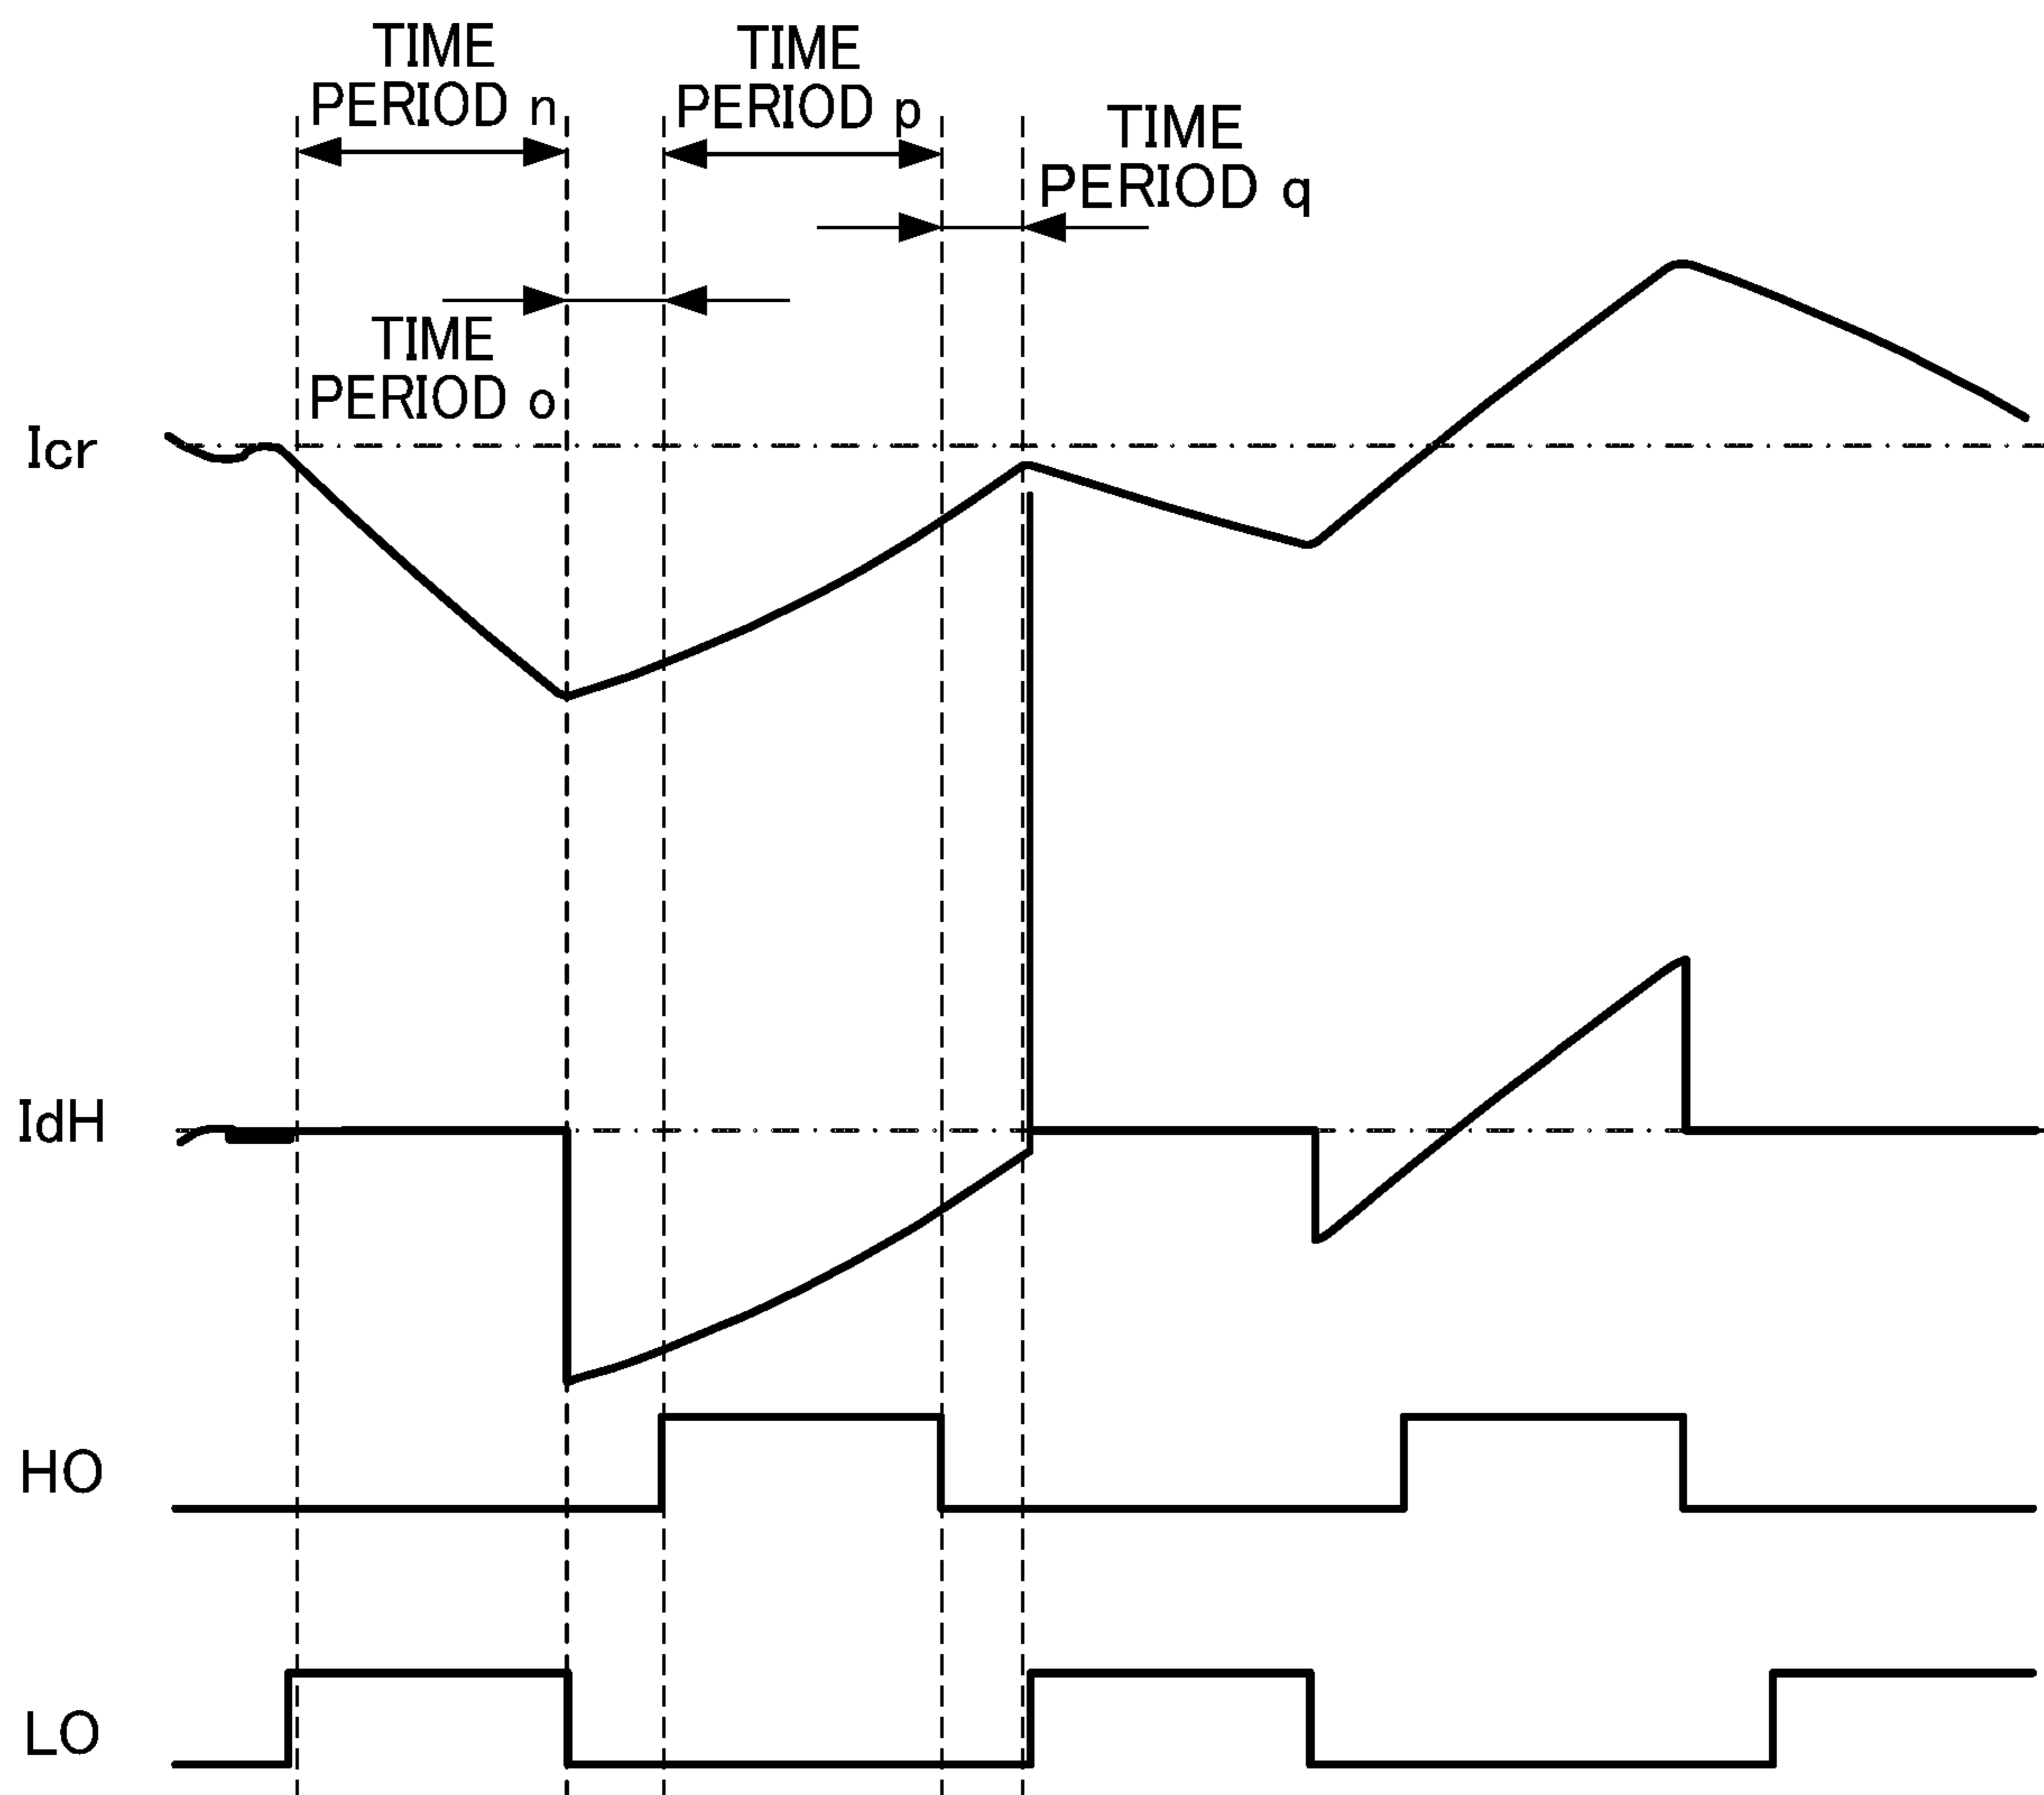 TIME
PERIOD n
TIME
PERIOD p
TIME
PERIOD q
TIME
PERIOD o
Icr
IdH
HO
LO